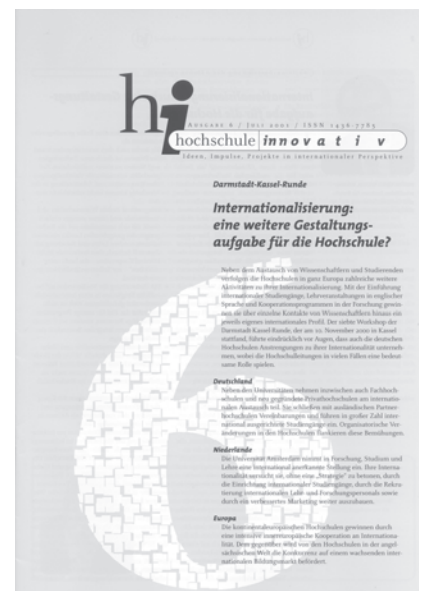 hi
AUSGABE 6 / JULI 2001 / ISSN 1436-7785
hochschule innovativ
Ideen, Impulse, Projekte in internationaler Perspektive
Darmstadt-Kassel-Runde
Internationalisierung:
eine weitere Gestaltungs-
aufgabe für die Hochschule?
Neben dem Austausch von Wissenschaftlern und Studierenden
verfolgen die Hochschulen in ganz Europa zahlreiche weitere
Aktivitäten zu ihrer Internationalisierung. Mit der Einführung
internationaler Studiengänge, Lehrveranstaltungen in englischer
Sprache und Kooperationsprogrammen in der Forschung gewin-
nen sie über einzelne Kontakte von Wissenschaftlern hinaus ein
jeweils eigenes internationales Profil. Der siebte Workshop der
Darmstadt-Kassel-Runde, der am 10. November 2000 in Kassel
stattfand, führte eindrücklich vor Augen, dass auch die deutschen
Hochschulen Anstrengungen zu ihrer Internationalität unterneh-
men, wobei die Hochschulleitungen in vielen Fällen eine bedeut-
same Rolle spielen.
Deutschland
Neben den Universitäten nehmen inzwischen auch Fachhoch-
schulen und neu gegründete Privathochschulen am internatio-
nalen Austausch teil. Sie schließen mit ausländischen Partner-
hochschulen Vereinbarungen und führen in großer Zahl inter-
national ausgerichtete Studiengänge ein. Organisatorische Ver-
änderungen in den Hochschulen flankieren diese Bemühungen.
Niederlande
Die Universität Amsterdam nimmt in Forschung, Studium und
Lehre eine international anerkannte Stellung ein. Ihre Interna-
tionalität versucht sie, ohne eine „Strategie“ zu betonen, durch
die Einrichtung internationaler Studiengänge, durch die Rekru-
tierung internationalen Lehr- und Forschungspersonals sowie
durch ein verbessertes Marketing weiter auszubauen.
Europa
Die kontinentaleuropäischen Hochschulen gewinnen durch
eine intensive innereuropäische Kooperation an Internationa-
lität. Dem gegenüber wird von den Hochschulen in der angel-
sächsischen Welt die Konkurrenz auf einem wachsenden inter-
nationalen Bildungsmarkt gefördert.
6